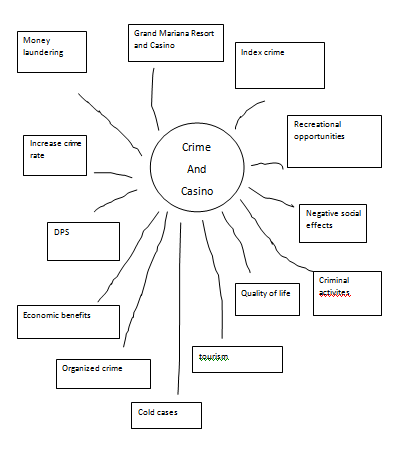 Money
laundering
Grand Mariana Resort
and Casino
Index crime
Recreational
opportunities
Increase crime
rate
Crime
And
Casino
Negative social
effects
DPS
Criminal
activites
Quality of life
Economic benefits
tourism
Organized crime
Cold cases